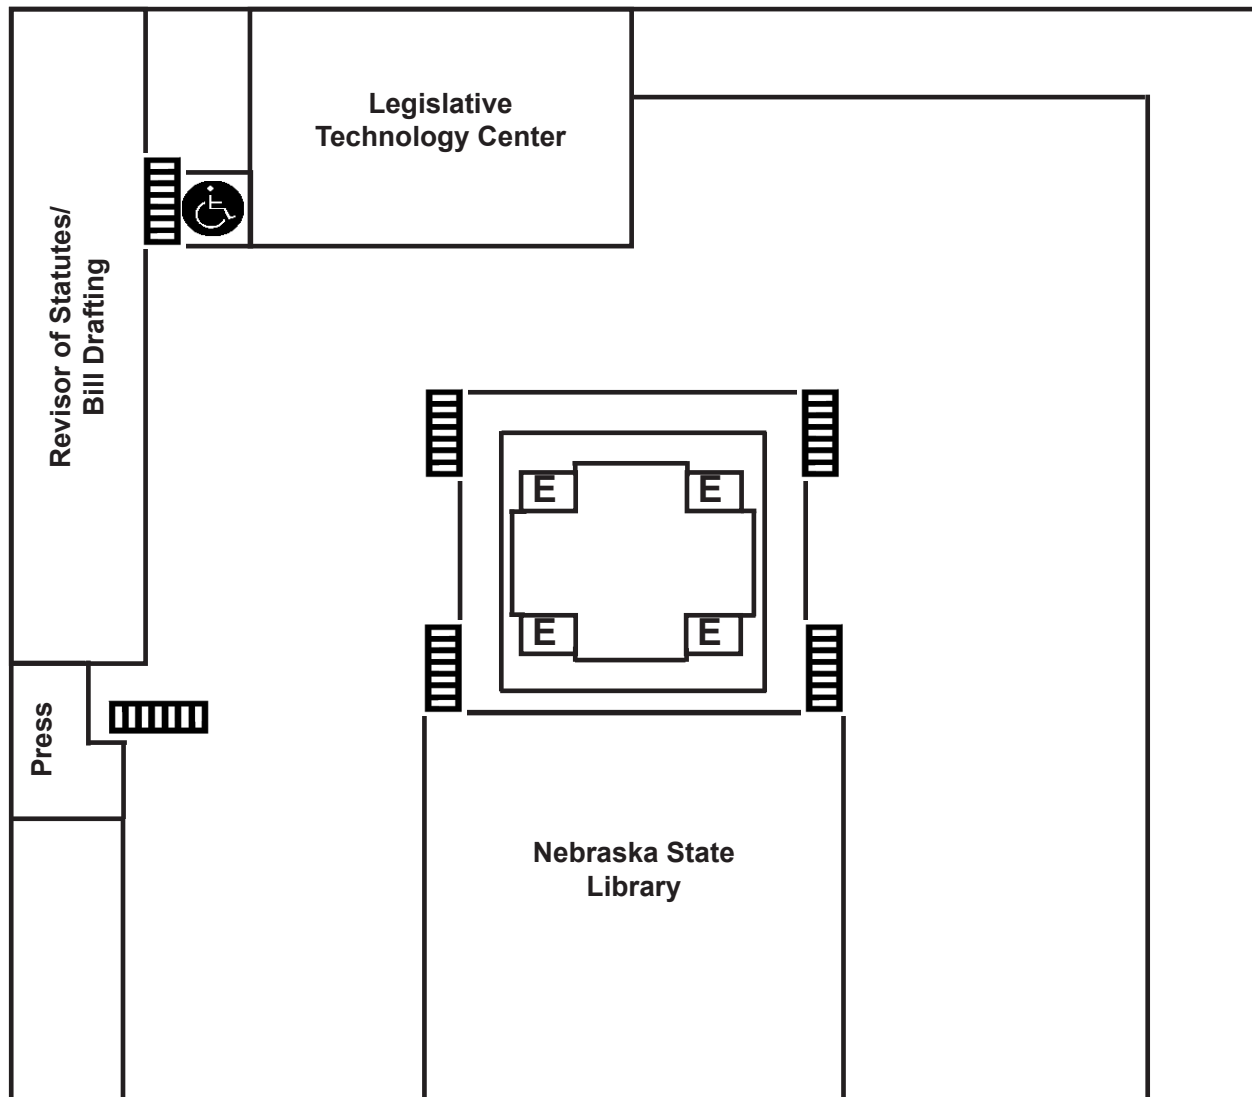 Legislative
Technology Center
Revisor of Statutes/
Bill Drafting
E
E
E
E
Press
Nebraska State
Library